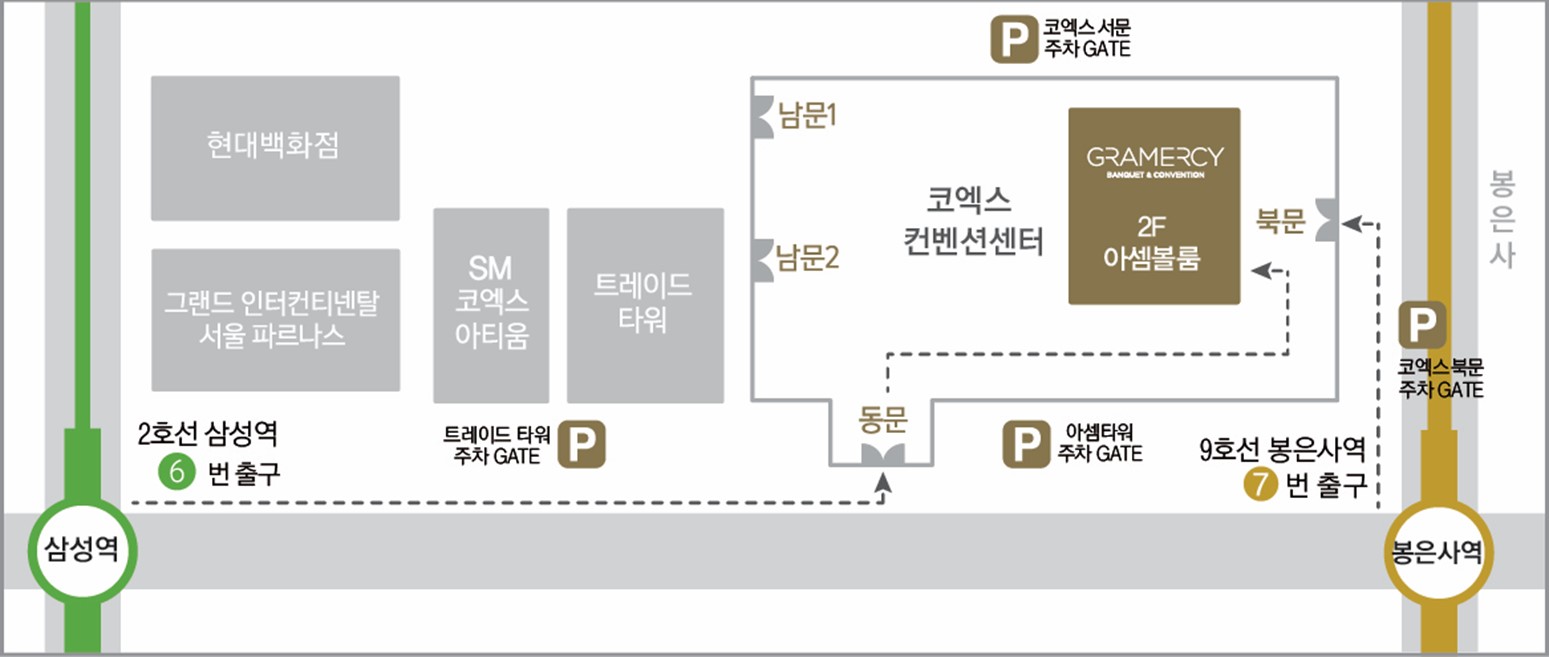 P 코엑스 서문
주차 GATE
현대백화점
그랜드 인터컨티넨탈
서울 파르나스
SM
코엑스
아티움
트레이드
타워
남문1
남문2
코엑스
컨벤션센터
GRAMERCY
BANQUET & CONVENTION
2F
아셈볼룸
북문
봉
은
사
P
코엑스북문
주차 GATE
2호선 삼성역
6 번 출구
트레이드 타워
주차 GATE
P
동문
P 아셈타워
주차 GATE
9호선 봉은사역
7 번 출구
삼성역
봉은사역